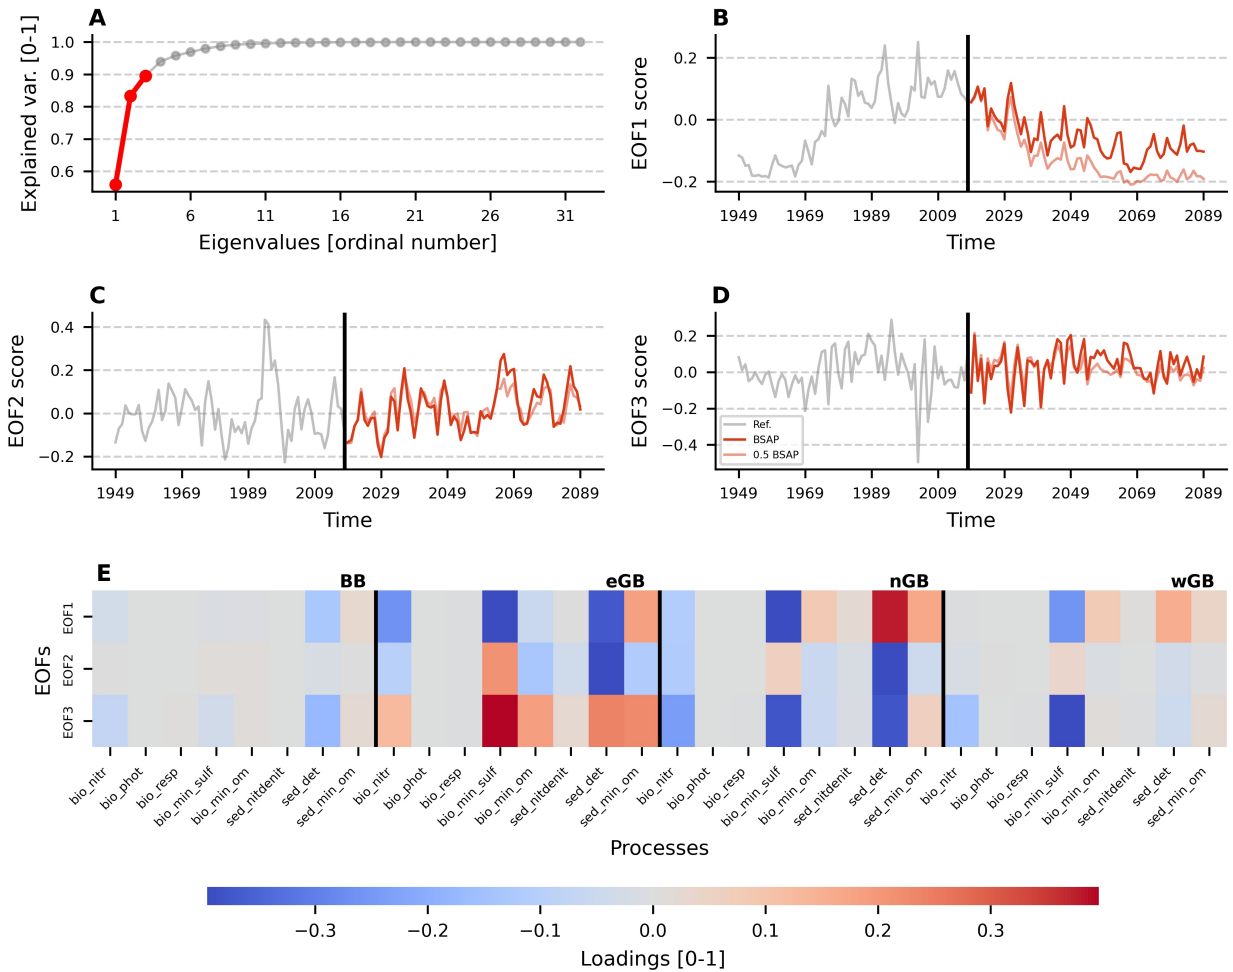 A
Explained var. [0-1]
1.0
0.9
0.8
0.7
0.6
1 6 11 16 21 26 31
Eigenvalues [ordinal number]
B
EOF1 score
0.2
0.0
−0.2
1949 1969 1989 2009 2029 2049 2069 2089
Time
C
EOF2 score
0.4
0.2
0.0
−0.2
1949 1969 1989 2009 2029 2049 2069 2089
Time
D
EOF3 score
0.2
0.0
−0.2
−0.4
Ref.
BSAP
0.5 BSAP
1949 1969 1989 2009 2029 2049 2069 2089
Time
E
BB eGB nGB wGB
EOFs
EOF1
EOF2
EOF3
bio_nitr bio_phot bio_resp bio_min_sulf bio_min_om sed_nitdenit sed_det sed_min_om bio_nitr bio_phot bio_resp bio_min_sulf bio_min_om sed_nitdenit sed_det sed_min_om bio_nitr bio_phot bio_resp bio_min_sulf bio_min_om sed_nitdenit sed_det sed_min_om bio_nitr bio_phot bio_resp bio_min_sulf bio_min_om sed_nitdenit sed_det sed_min_om
Processes
−0.3 −0.2 −0.1 0.0 0.1 0.2 0.3
Loadings [0-1]